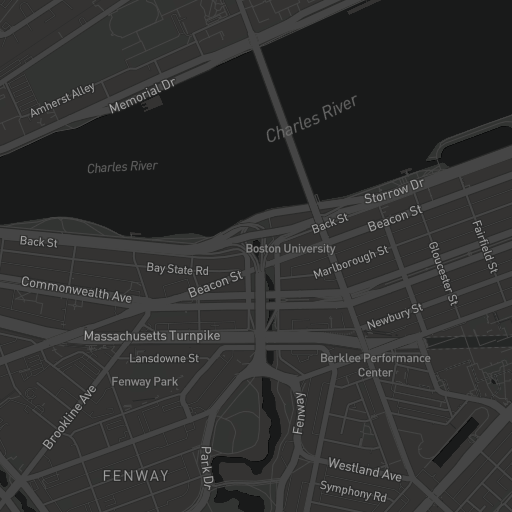 Amherst Alley
Memorial Dr
Charles River
Charles River
Storrow Dr
Back St
Beacon St
Fairfield St
Back St
Boston University
Gloucester St
Bay State Rd
Marlborough St
Commonwealth Ave
Beacon St
Newbury St
Massachusetts Turnpike
Lansdowne St
Berklee Performance
Center
Fenway Park
Brookline Ave
Fenway
Park Dr
FENWAY
Westland Ave
Symphony Rd